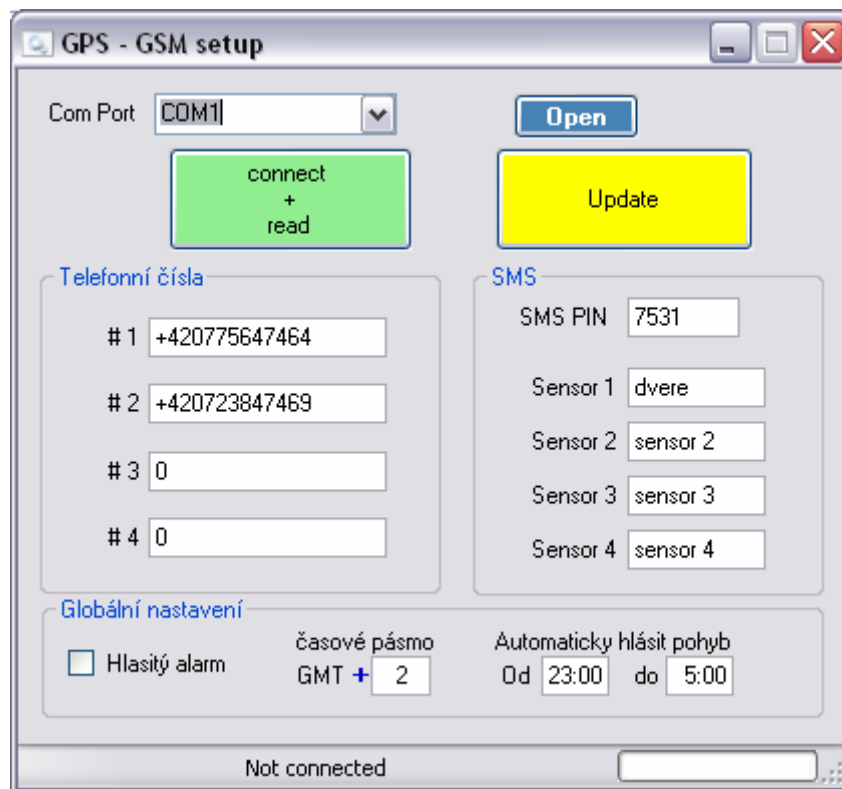 GPS - GSM setup
Com Port COM1 Open
connect
+
read
Update
Telefonní čísla
# 1 +420775647464
# 2 +420723847469
# 3 0
# 4 0
SMS
SMS PIN 7531
Sensor 1 dvere
Sensor 2 sensor 2
Sensor 3 sensor 3
Sensor 4 sensor 4
Globální nastavení
Hlasitý alarm
časové pásmo
GMT + 2
Automaticky hlásit pohyb
Od 23:00 do 5:00
Not connected